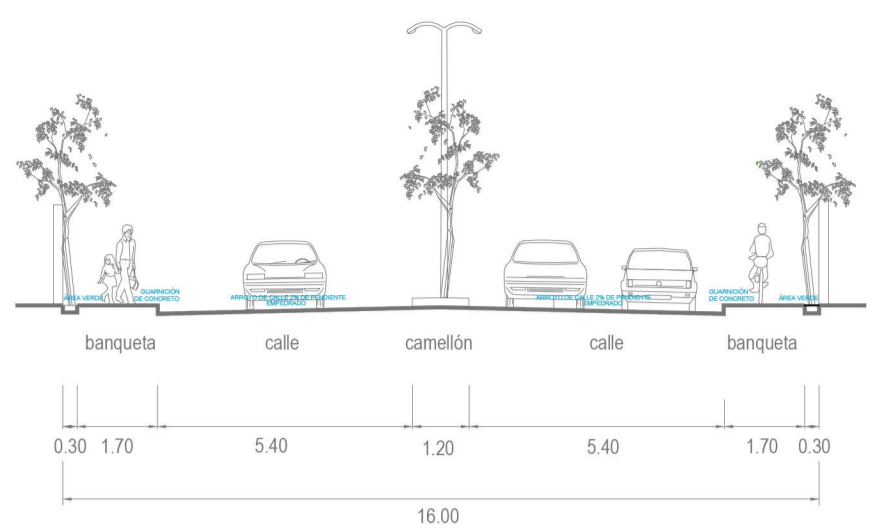 GUARNICIÓN
DE CONCRETO
ÁREA VERDE
ARROYO DE CALLE 2% DE PENDIENTE
EMPEDRADO
ARROYO DE CALLE 2% DE PENDIENTE
EMPEDRADO
GUARNICIÓN
DE CONCRETO
ÁREA VERDE
banqueta calle camellón calle banqueta
0.30 1.70 5.40 1.20 5.40 1.70 0.30
16.00